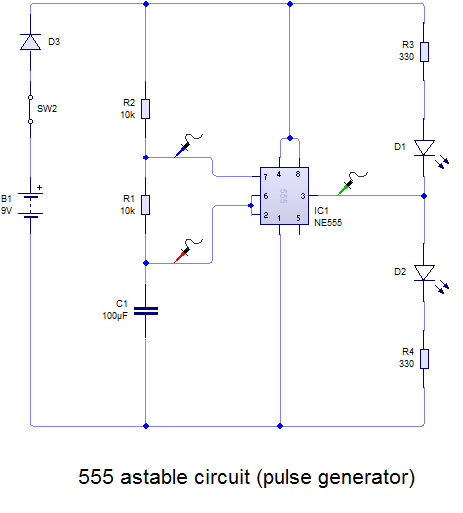 D3
SW2
+
B1
9V
R2
10k
R1
10k
C1
100µF
7
4
8
6
555
3
2
1
5
IC1
NE555
R3
330
D1
D2
R4
330
555 astable circuit (pulse generator)